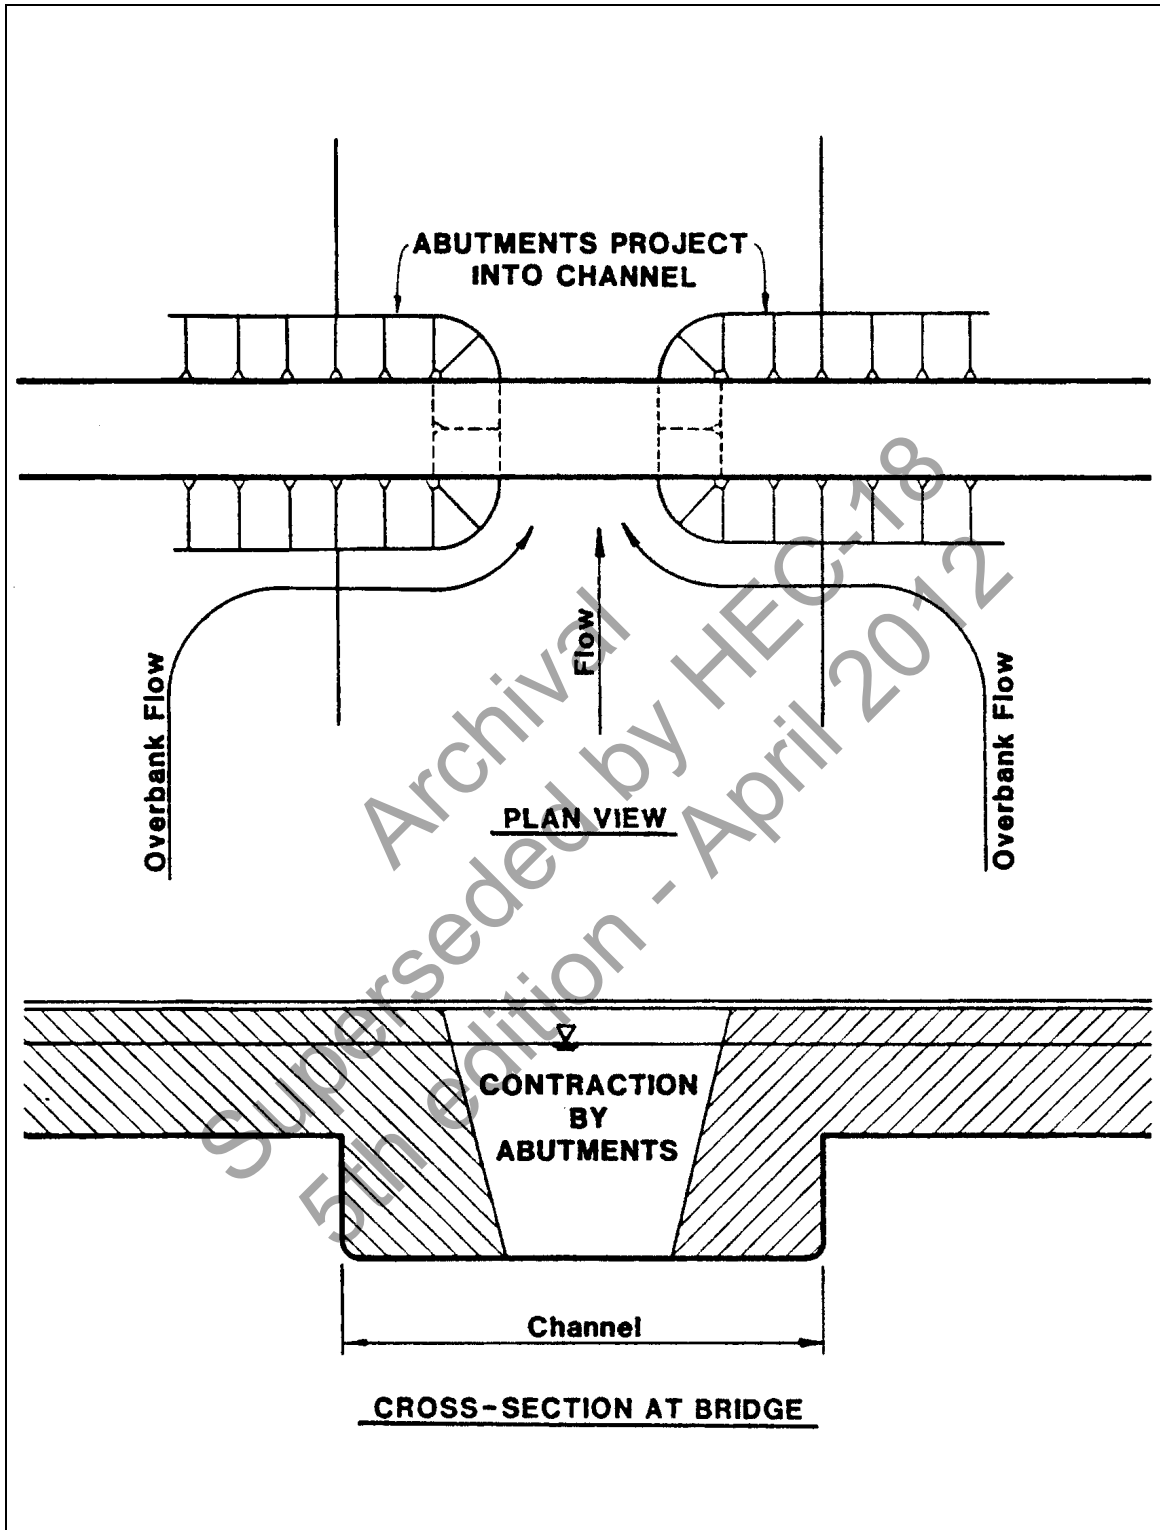 ABUTMENTS PROJECT
INTO CHANNEL
Flow
Overbank Flow
Overbank Flow
PLAN VIEW
Archival
Superseded by HEC-18
5th edition - April 2012
CONTRACTION
BY
ABUTMENTS
Channel
CROSS-SECTION AT BRIDGE